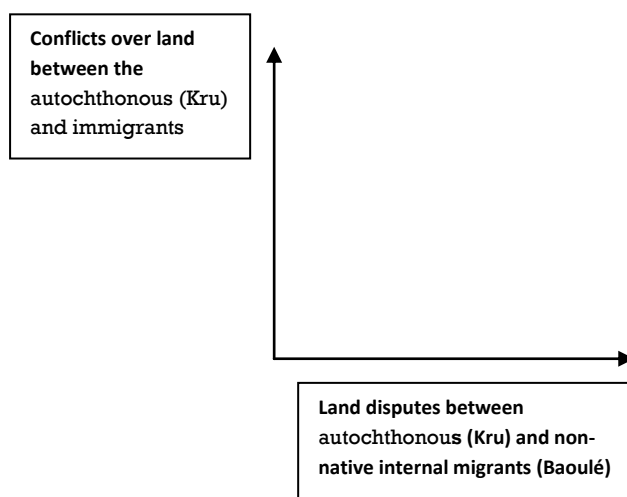 Conflicts over land
between the
autochthonous (Kru)
and immigrants
Land disputes between
autochthonous (Kru) and non-
native internal migrants (Baoulé)